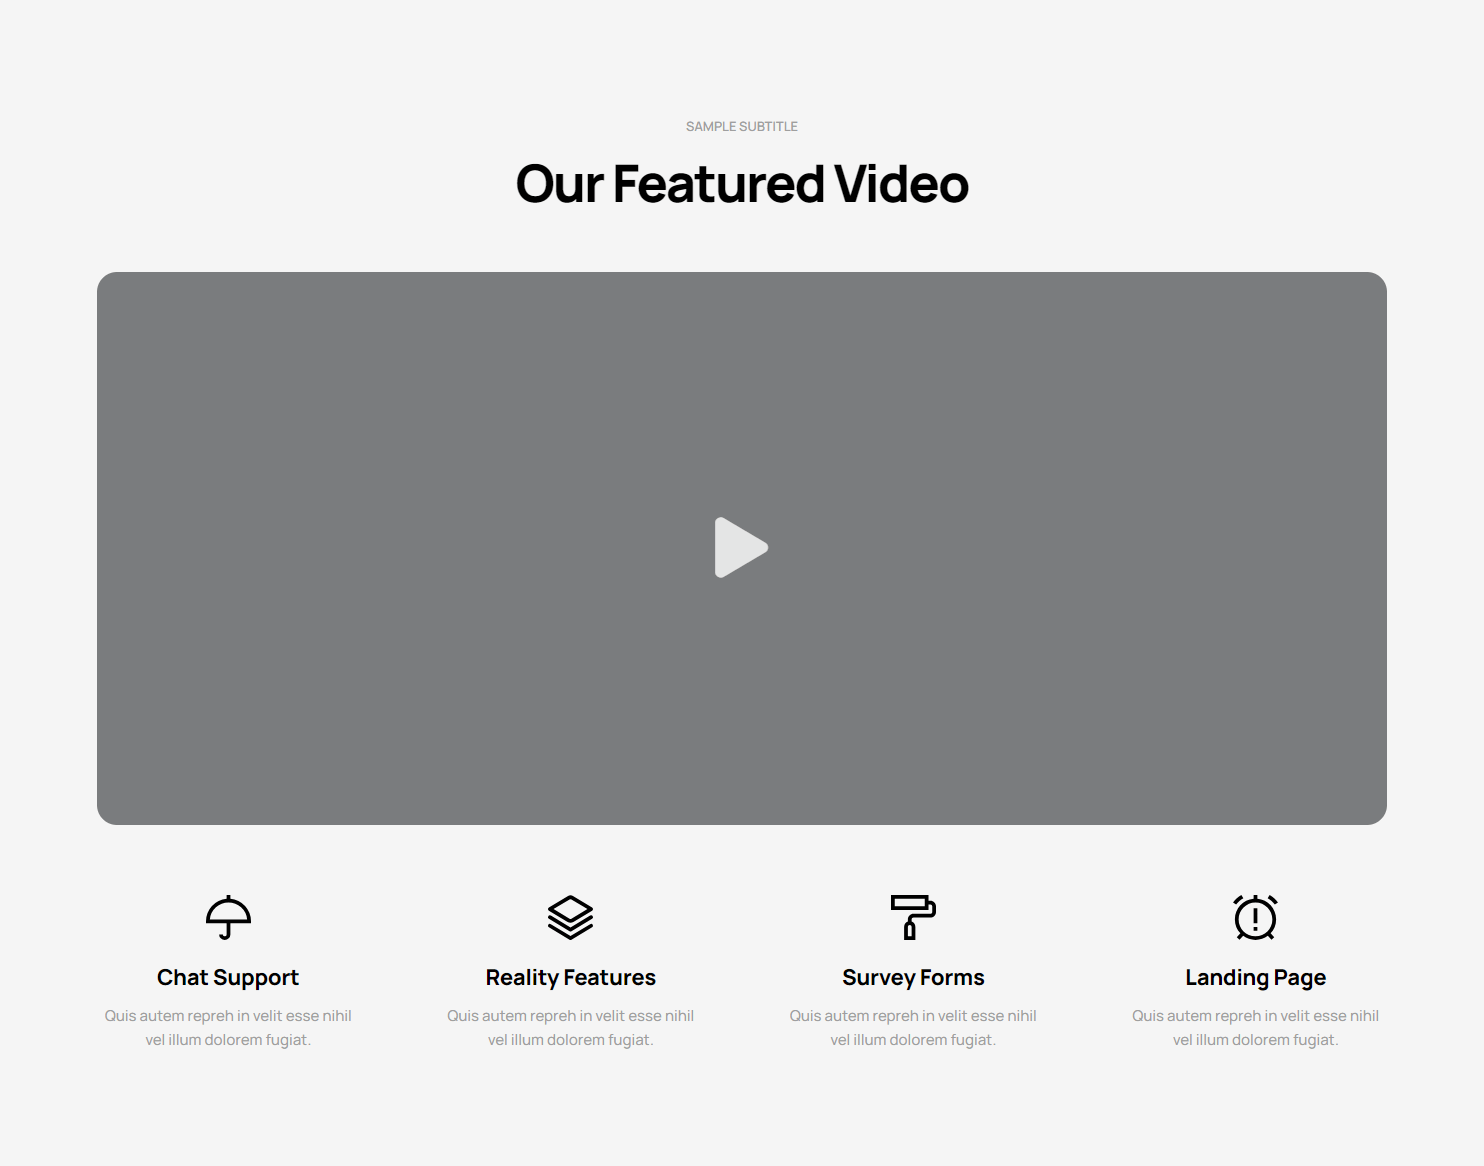 SAMPLE SUBTITLE
Our Featured Video
Chat Support
Quis autem repreh in velit esse nihil
vel illum dolorem fugiat.
Reality Features
Quis autem repreh in velit esse nihil
vel illum dolorem fugiat.
Survey Forms
Quis autem repreh in velit esse nihil
vel illum dolorem fugiat.
Landing Page
Quis autem repreh in velit esse nihil
vel illum dolorem fugiat.